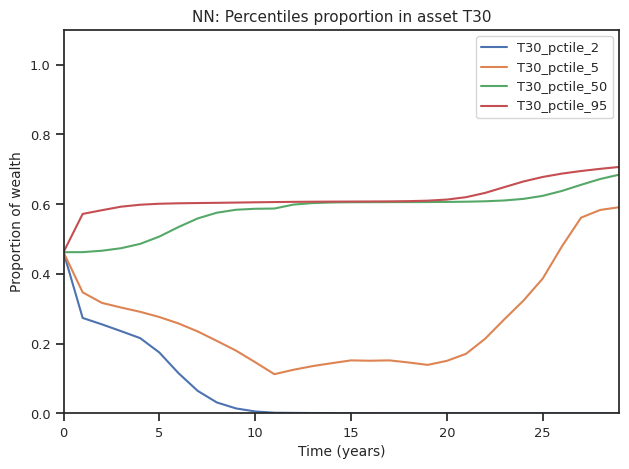 NN: Percentiles proportion in asset T30
T30_pctile_2
T30_pctile_5
T30_pctile_50
T30_pctile_95
Proportion of wealth
1.0
0.8
0.6
0.4
0.2
0.0
0 5 10 15 20 25
Time (years)